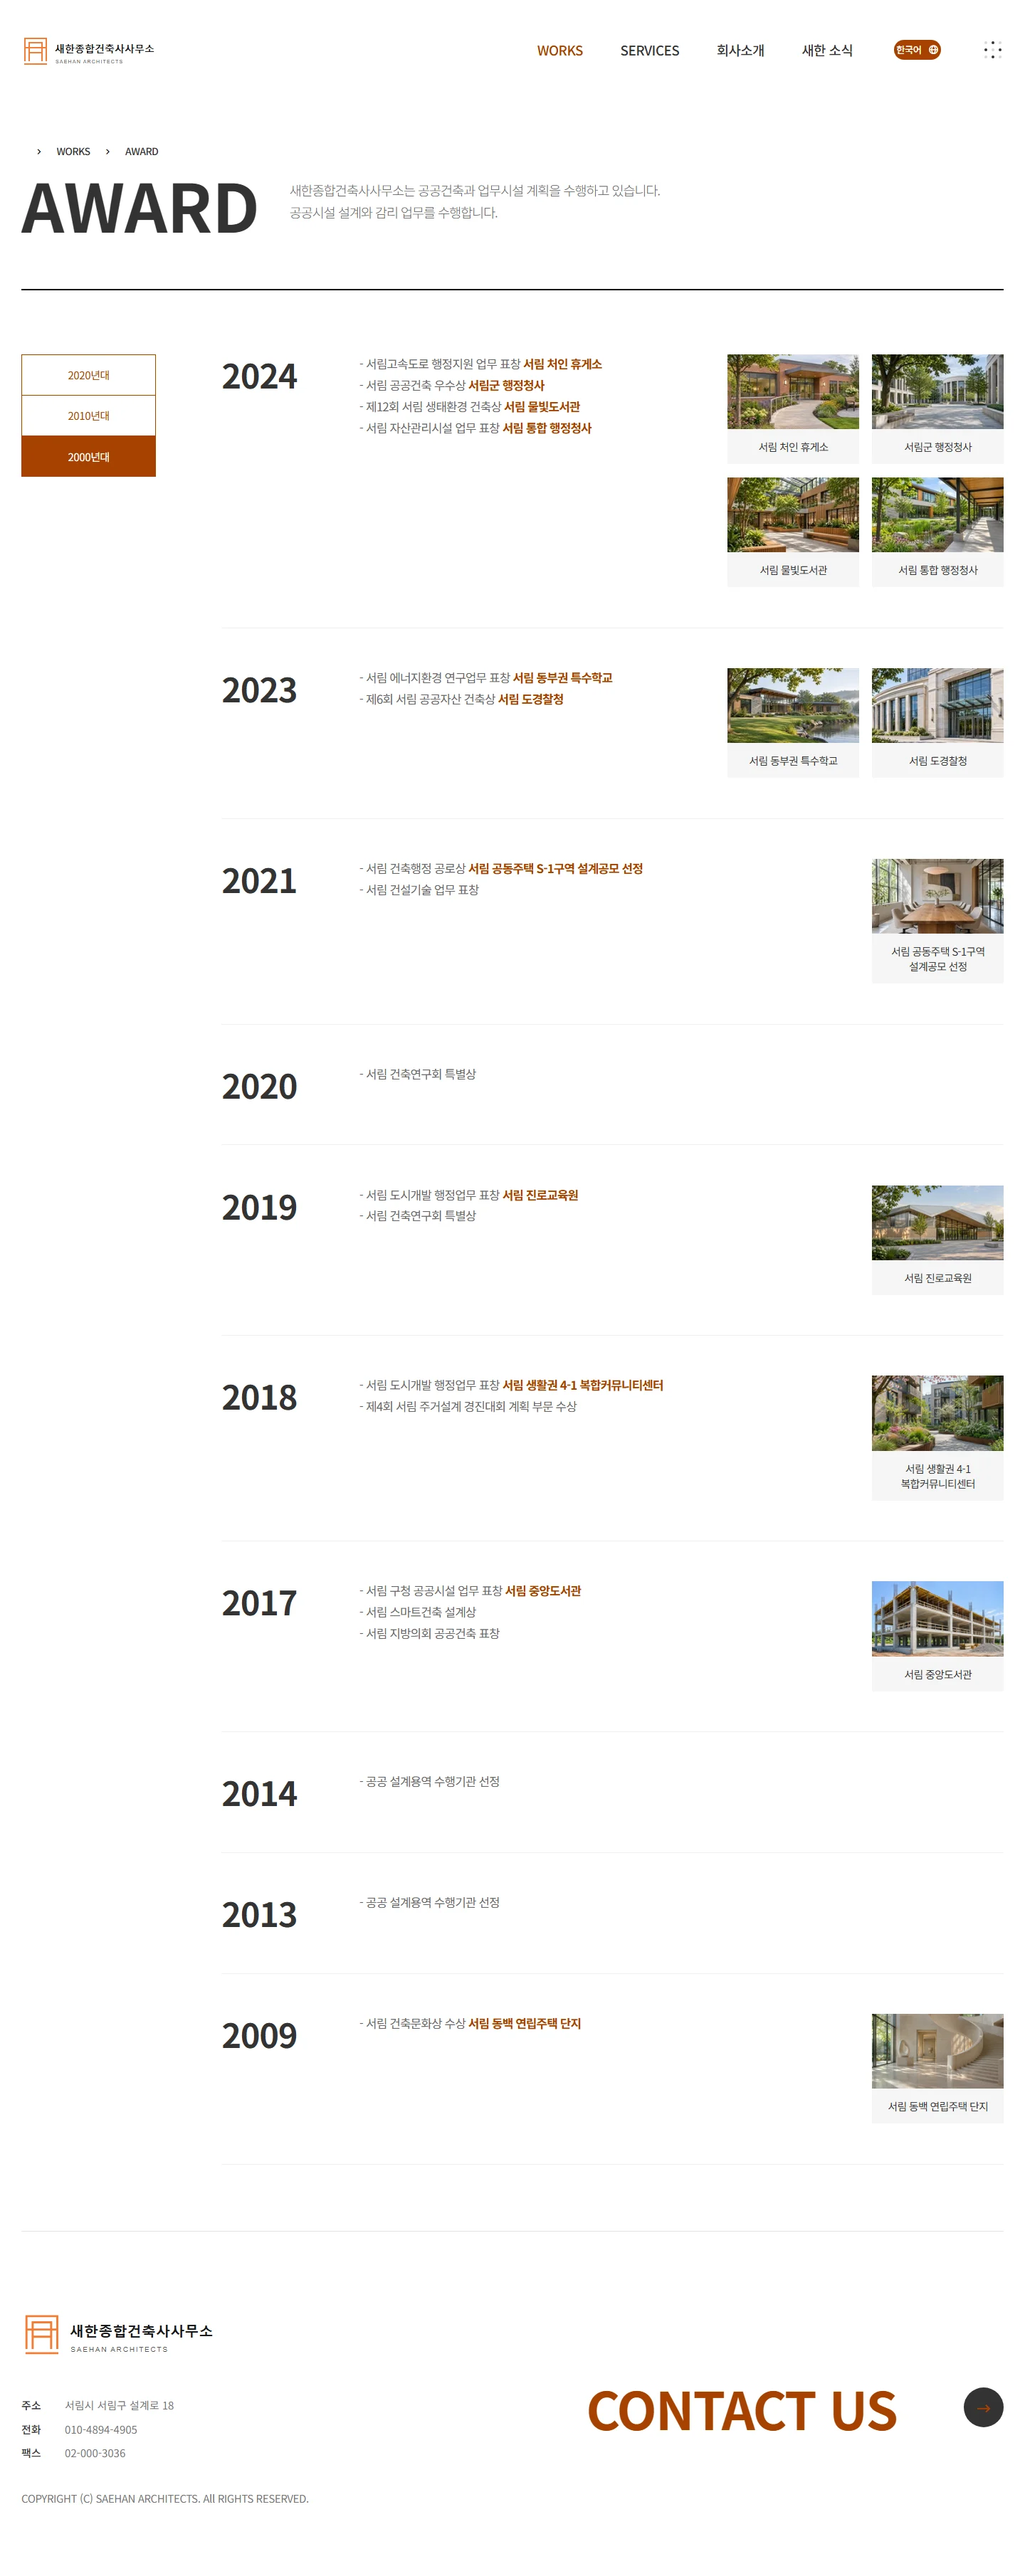 새한종합건축사사무소
SAEHAN ARCHITECTS
WORKS
SERVICES
회사소개
새한 소식
한국어
> WORKS > AWARD
AWARD
새한종합건축사사무소는 공공건축과 업무시설 계획을 수행하고 있습니다.
공공시설 설계와 감리 업무를 수행합니다.
2020년대
2010년대
2000년대
2024
- 서림고속도로 행정지원 업무 표창 서림 처인 휴게소
- 서림 공공건축 우수상 서림군 행정청사
- 제12회 서림 생태환경 건축상 서림 물빛도서관
- 서림 자산관리시설 업무 표창 서림 통합 행정청사
서림 처인 휴게소
서림군 행정청사
서림 물빛도서관
서림 통합 행정청사
2023
- 서림 에너지환경 연구업무 표창 서림 동부권 특수학교
- 제6회 서림 공공자산 건축상 서림 도경찰청
서림 동부권 특수학교
서림 도경찰청
2021
- 서림 건축행정 공로상 서림 공동주택 S-1구역 설계공모 선정
- 서림 건설기술 업무 표창
서림 공동주택 S-1구역
설계공모 선정
2020
- 서림 건축연구회 특별상
2019
- 서림 도시개발 행정업무 표창 서림 진로교육원
- 서림 건축연구회 특별상
서림 진로교육원
2018
- 서림 도시개발 행정업무 표창 서림 생활권 4-1 복합커뮤니티센터
- 제4회 서림 주거설계 경진대회 계획 부문 수상
서림 생활권 4-1
복합커뮤니티센터
2017
- 서림 구청 공공시설 업무 표창 서림 중앙도서관
- 서림 스마트건축 설계상
- 서림 지방의회 공공건축 표창
서림 중앙도서관
2014
- 공공 설계용역 수행기관 선정
2013
- 공공 설계용역 수행기관 선정
2009
- 서림 건축문화상 수상 서림 동백 연립주택 단지
서림 동백 연립주택 단지
새한종합건축사사무소
SAEHAN ARCHITECTS
주소 서림시 서림구 설계로 18
전화 010-4894-4905
팩스 02-000-3036
CONTACT US
→
COPYRIGHT (C) SAEHAN ARCHITECTS. All RIGHTS RESERVED.